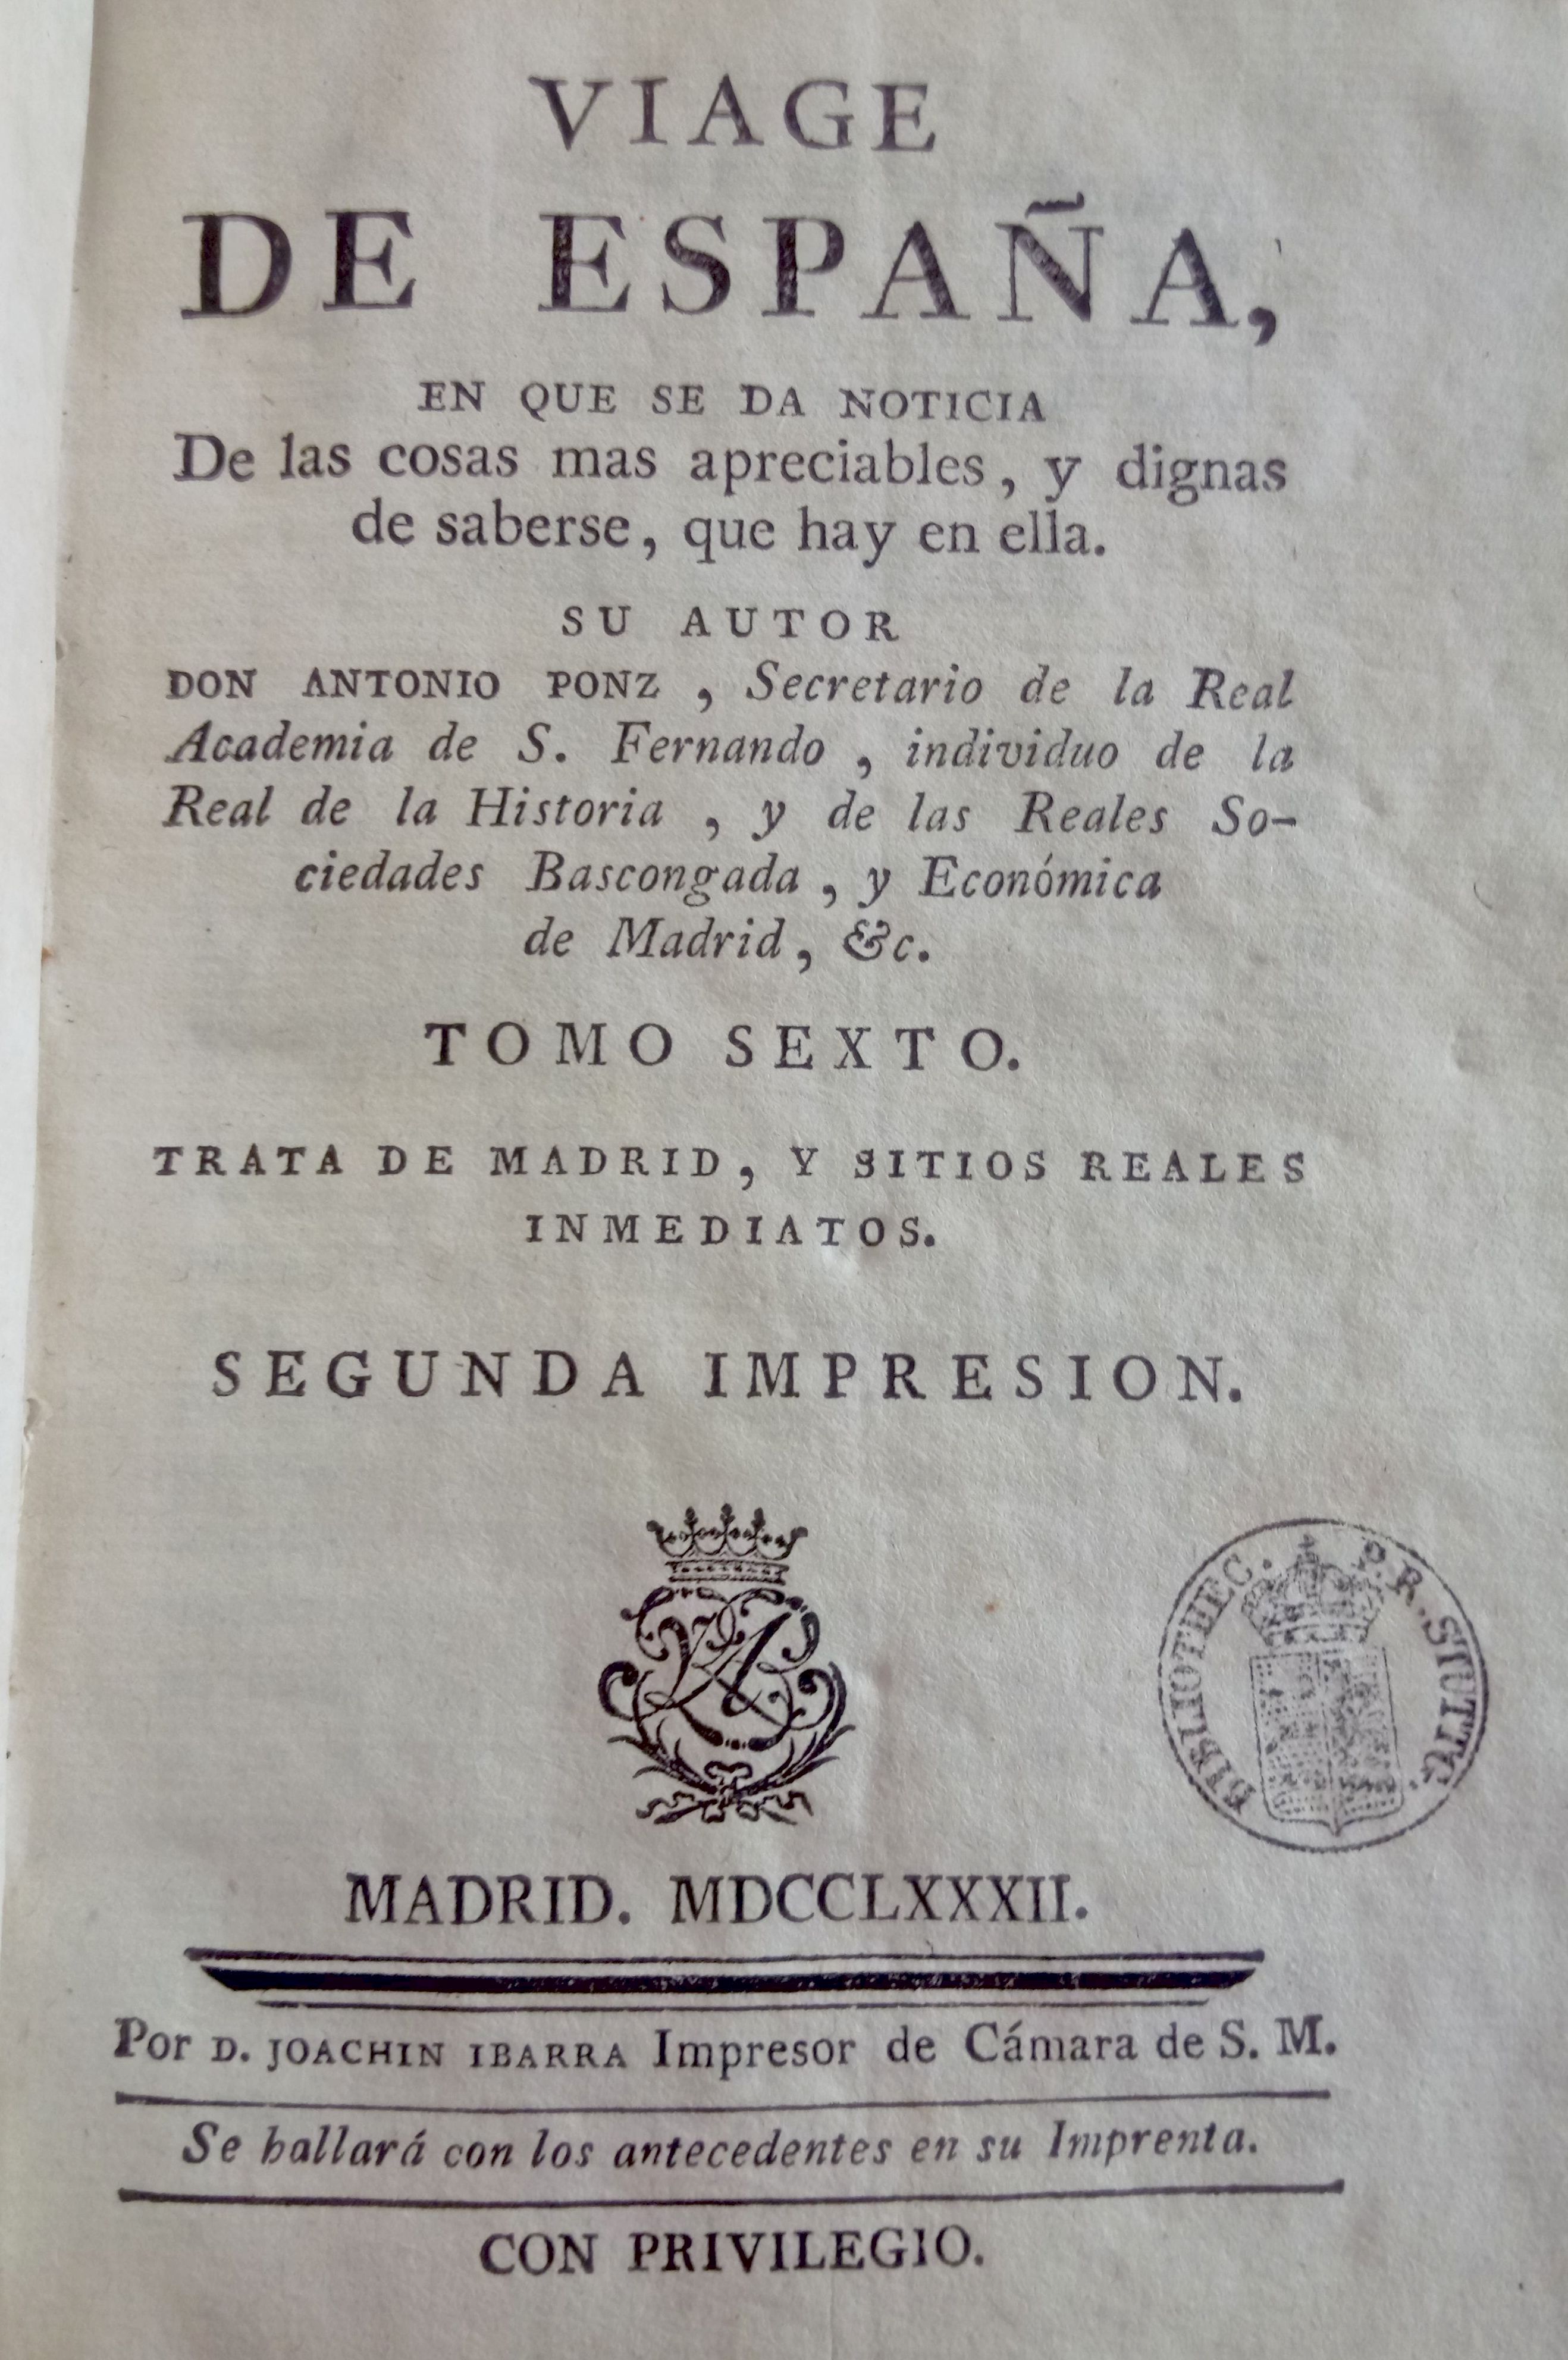 VIAGE
DE ESPAÑA,
EN QUE SE DA NOTICIA
De las cosas mas apreciables, y dignas
de saberse, que hay en ella.
SU AUTOR
DON ANTONIO PONZ, Secretario de la Real
Academia de S. Fernando, individuo de la
Real de la Historia, y de las Reales So-
ciedades Bascongada, y Económica
de Madrid, &c.
TOMO SEXTO.
TRATA DE MADRID, Y SITIOS REALES
INMEDIATOS.
SEGUNDA IMPRESION.
BIBLIOTHEC. P. R. STUTTG.
MADRID. MDCCLXXXII.
Por D. JOACHIN IBARRA Impresor de Cámara de S. M.
Se hallará con los antecedentes en su Imprenta.
CON PRIVILEGIO.